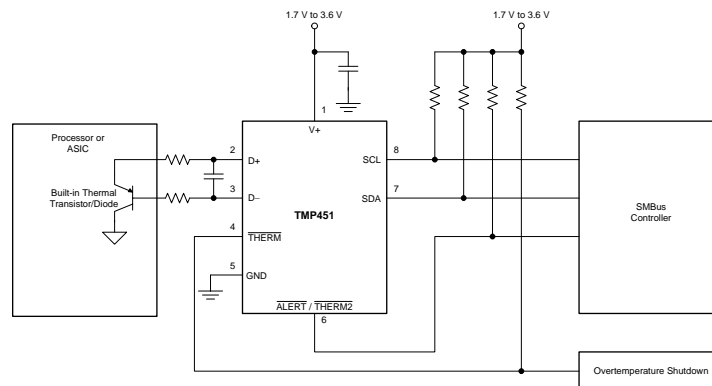 1.7 V to 3.6 V
1.7 V to 3.6 V
1
V+
Processor or
ASIC
Built-in Thermal
Transistor/Diode
2
D+
3
D−
4
THERM
5
GND
TMP451
8
SCL
7
SDA
ALERT / THERM2
6
SMBus
Controller
Overtemperature Shutdown